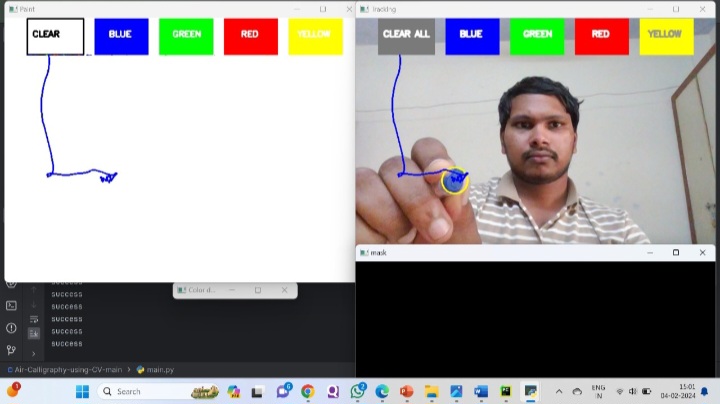 Paint
CLEAR
BLUE
GREEN
RED
YELLOW
Tracking
CLEAR ALL
BLUE
GREEN
RED
YELLOW
mask
Color d...
success
success
success
success
success
Air-Calligraphy-using-CV-main > main.py
Search
ENG
IN
15:01
04-02-2024